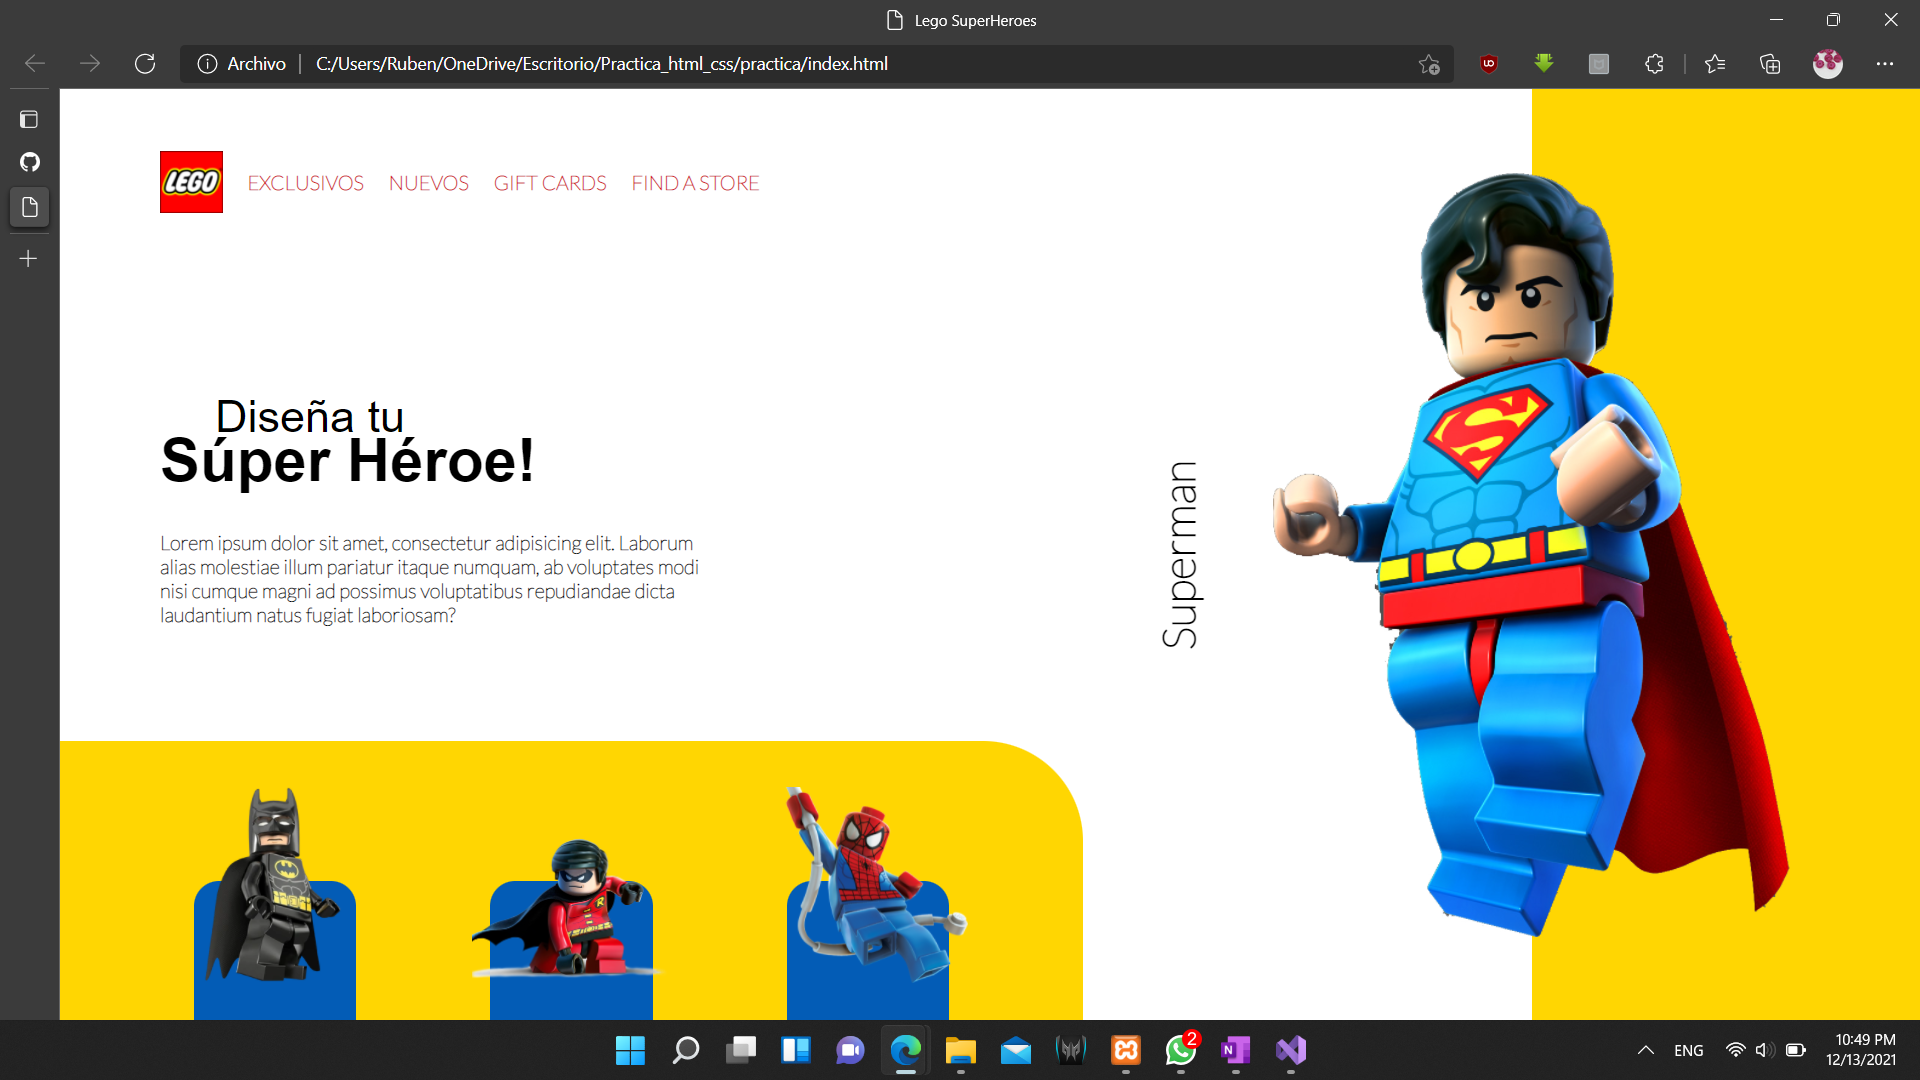 Lego SuperHeroes
Archivo
C:/Users/Ruben/OneDrive/Escritorio/Practica_html_css/practica/index.html
LEGO
EXCLUSIVOS
NUEVOS
GIFT CARDS
FIND A STORE
Diseña tu
Súper Héroe!
Lorem ipsum dolor sit amet, consectetur adipisicing elit. Laborum
alias molestiae illum pariatur itaque numquam, ab voluptates modi
nisi cumque magni ad possimus voluptatibus repudiandae dicta
laudantium natus fugiat laboriosam?
Superman
S
R
2
N
ENG
10:49 PM
12/13/2021